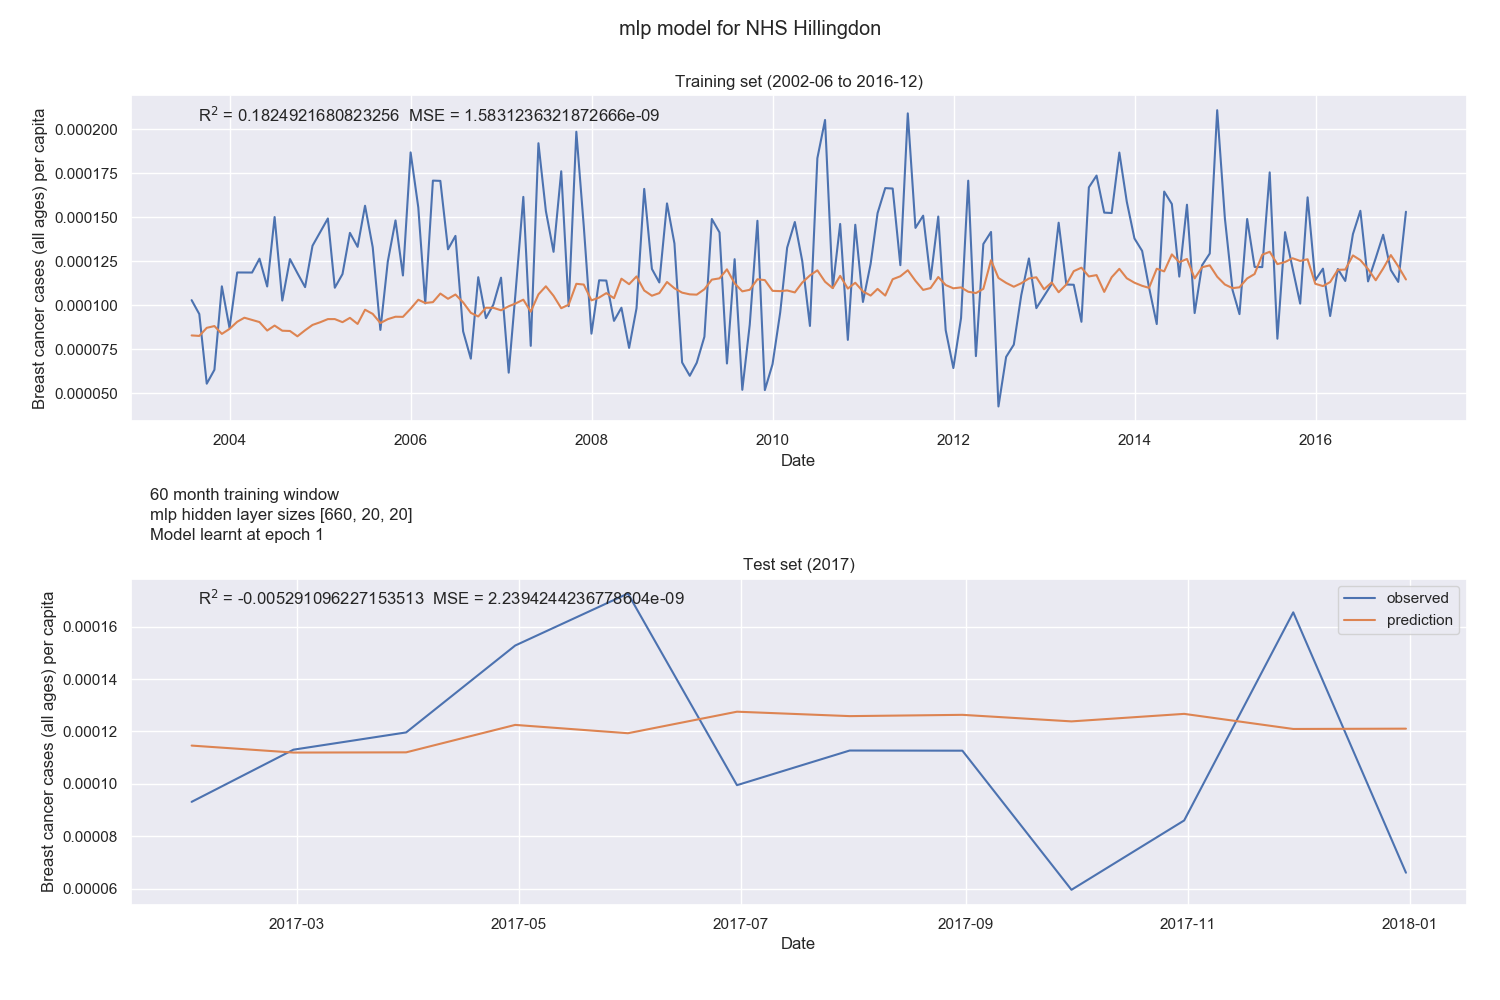 mlp model for NHS Hillingdon
Training set (2002-06 to 2016-12)
R² = 0.1824921680823256 MSE = 1.5831236321872666e-09
Breast cancer cases (all ages) per capita
0.000200
0.000175
0.000150
0.000125
0.000100
0.000075
0.000050
2004 2006 2008 2010 2012 2014 2016
Date
60 month training window
mlp hidden layer sizes [660, 20, 20]
Model learnt at epoch 1
Test set (2017)
R² = -0.005291096227153513 MSE = 2.2394244236778604e-09
observed
prediction
Breast cancer cases (all ages) per capita
0.00016
0.00014
0.00012
0.00010
0.00008
0.00006
2017-03 2017-05 2017-07 2017-09 2017-11 2018-01
Date